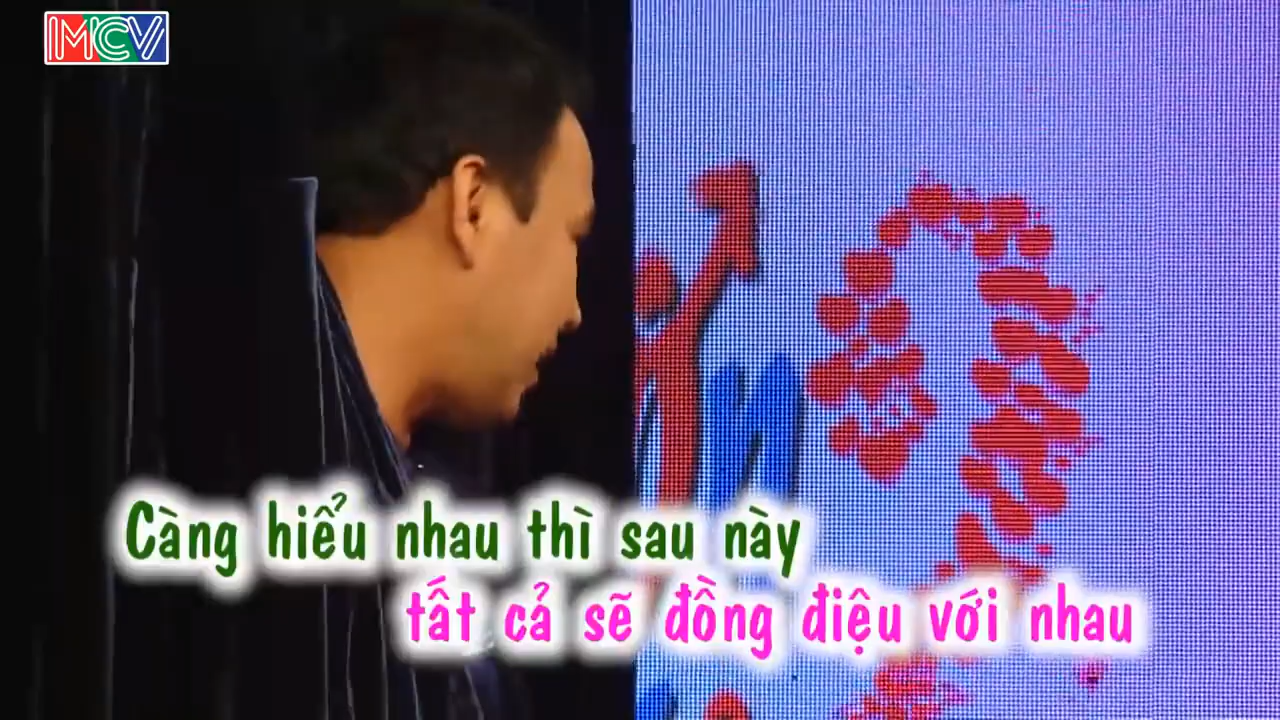 MCV
Càng hiểu nhau thì sau này
tất cả sẽ đồng điệu với nhau